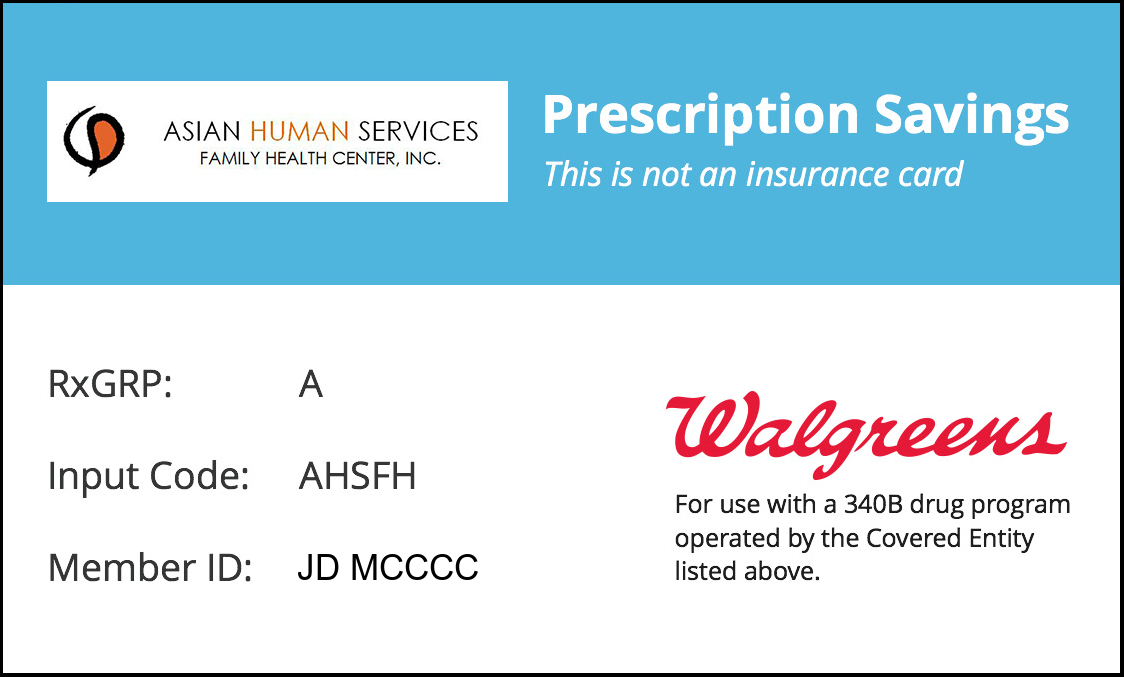 ASIAN HUMAN SERVICES
FAMILY HEALTH CENTER, INC.
Prescription Savings
This is not an insurance card
RxGRP: A
Input Code: AHSFH
Member ID: JD MCCCC
Walgreens
For use with a 340B drug program
operated by the Covered Entity
listed above.